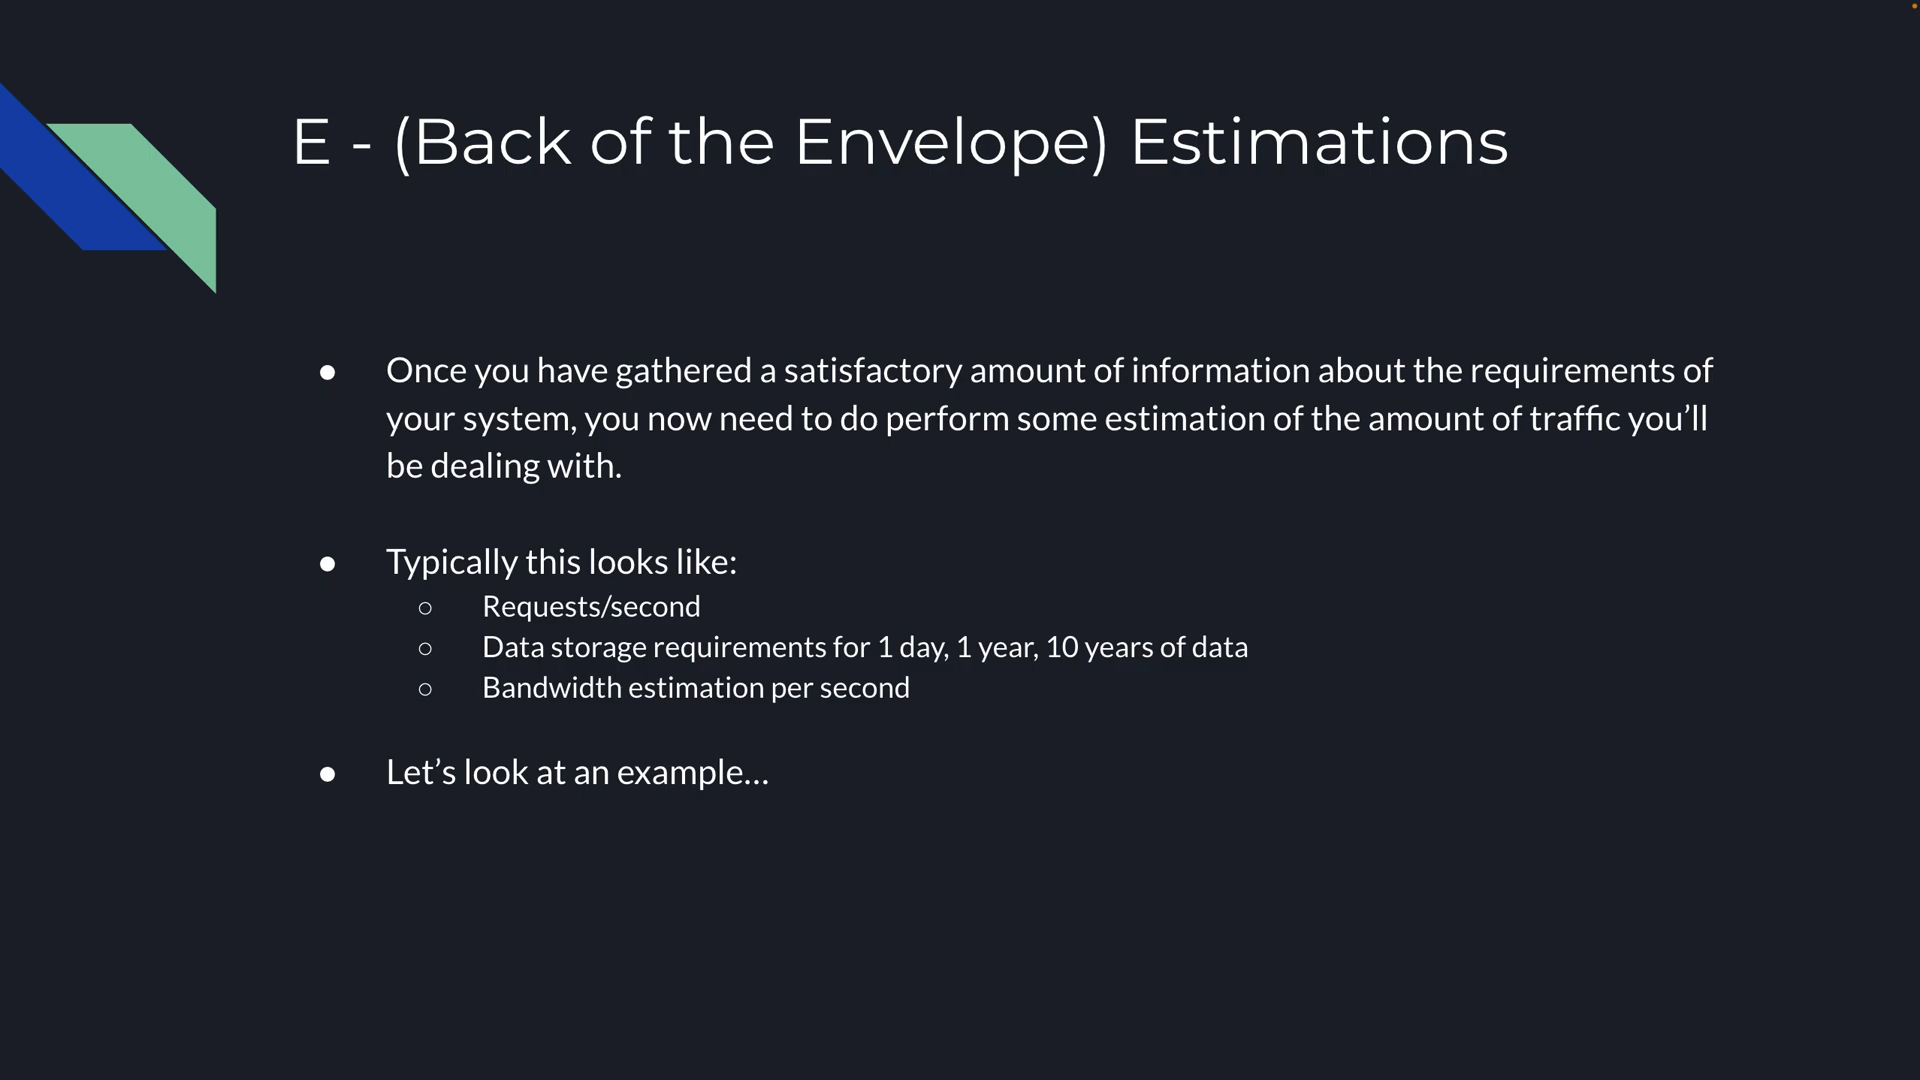 E - (Back of the Envelope) Estimations
● Once you have gathered a satisfactory amount of information about the requirements of
your system, you now need to do perform some estimation of the amount of traffic you’ll
be dealing with.
● Typically this looks like:
○ Requests/second
○ Data storage requirements for 1 day, 1 year, 10 years of data
○ Bandwidth estimation per second
● Let’s look at an example…